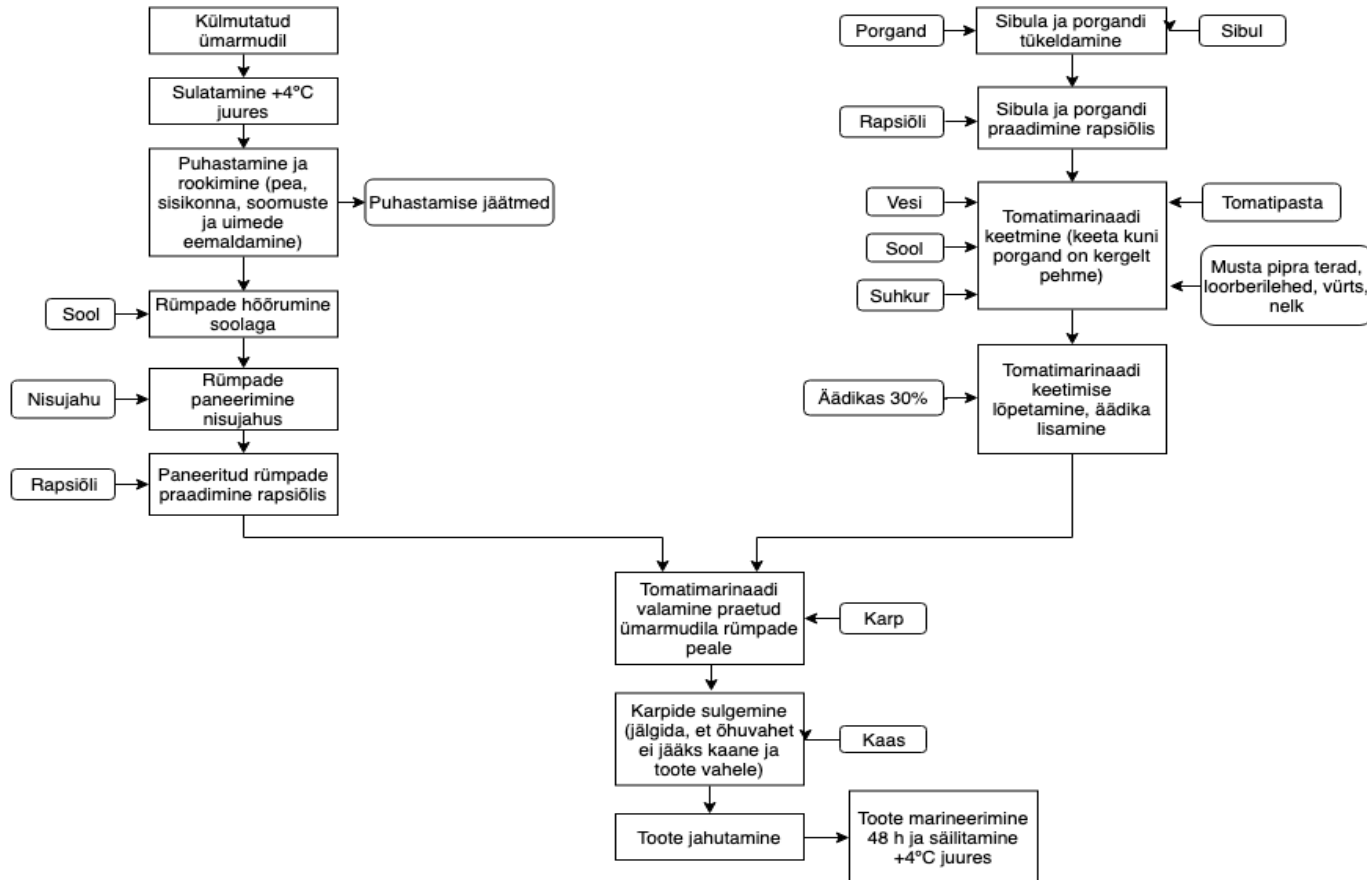 Külmutatud
ümarmudil
Sulatamine +4ºC
juures
Puhastamine ja
rookimine (pea,
sisikonna, soomuste
ja uimede
eemaldamine)
Puhastamise jäätmed
Sool
Rümpade hõõrumine
soolaga
Nisujahu
Rümpade
paneerimine
nisujahus
Rapsiõli
Paneeritud rümpade
praadimine rapsiõlis
Porgand
Sibula ja porgandi
tükeldamine
Sibul
Rapsiõli
Sibula ja porgandi
praadimine rapsiõlis
Vesi
Sool
Suhkur
Tomatimarinaadi
keetmine (keeta kuni
porgand on kergelt
pehme)
Tomatipasta
Musta pipra terad,
loorberilehed, vürts,
nelk
Äädikas 30%
Tomatimarinaadi
keetimise
lõpetamine, äädika
lisamine
Tomatimarinaadi
valamine praetud
ümarmudila rümpade
peale
Karp
Karpide sulgemine
(jälgida, et õhuvahet
ei jääks kaane ja
toote vahele)
Kaas
Toote jahutamine
Toote marineerimine
48 h ja säilitamine
+4ºC juures